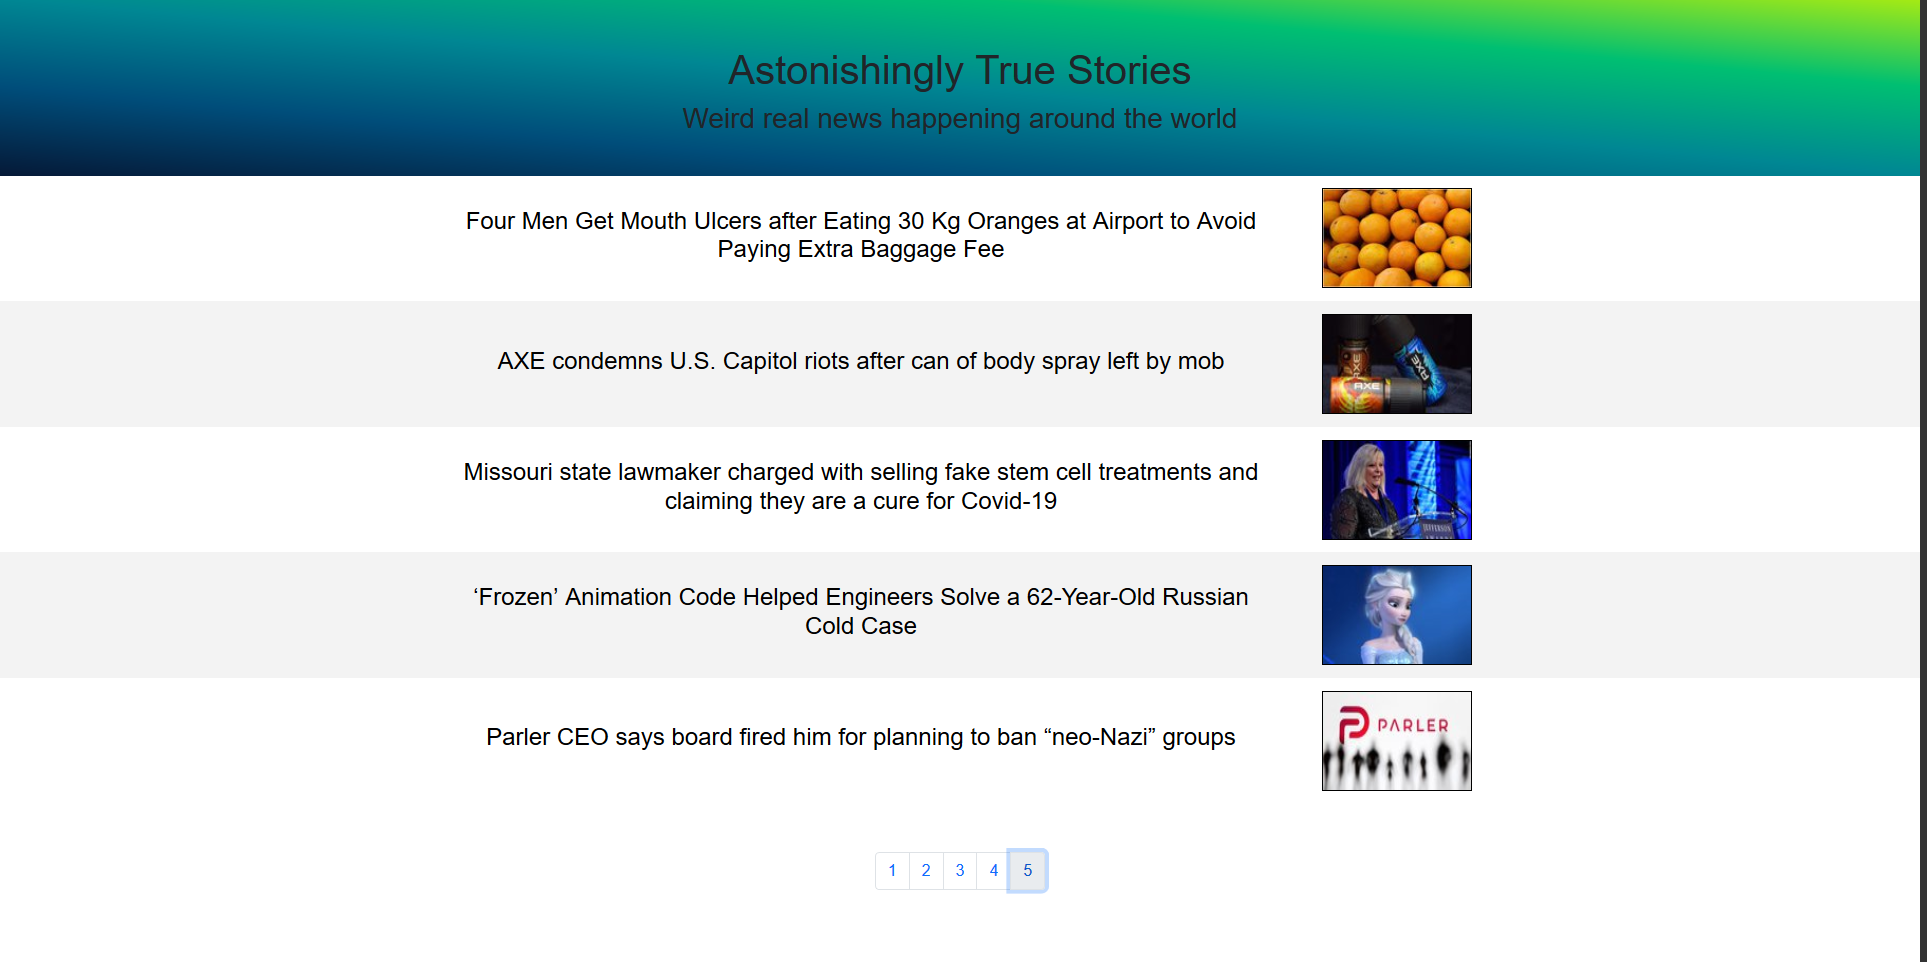 Astonishingly True Stories
Weird real news happening around the world
Four Men Get Mouth Ulcers after Eating 30 Kg Oranges at Airport to Avoid
Paying Extra Baggage Fee
AXE condemns U.S. Capitol riots after can of body spray left by mob
AXE
AXE
AXE
Missouri state lawmaker charged with selling fake stem cell treatments and
claiming they are a cure for Covid-19
JEFFERSON
AWARDS
‘Frozen’ Animation Code Helped Engineers Solve a 62-Year-Old Russian
Cold Case
Parler CEO says board fired him for planning to ban “neo-Nazi” groups
PARLER
1 2 3 4 5